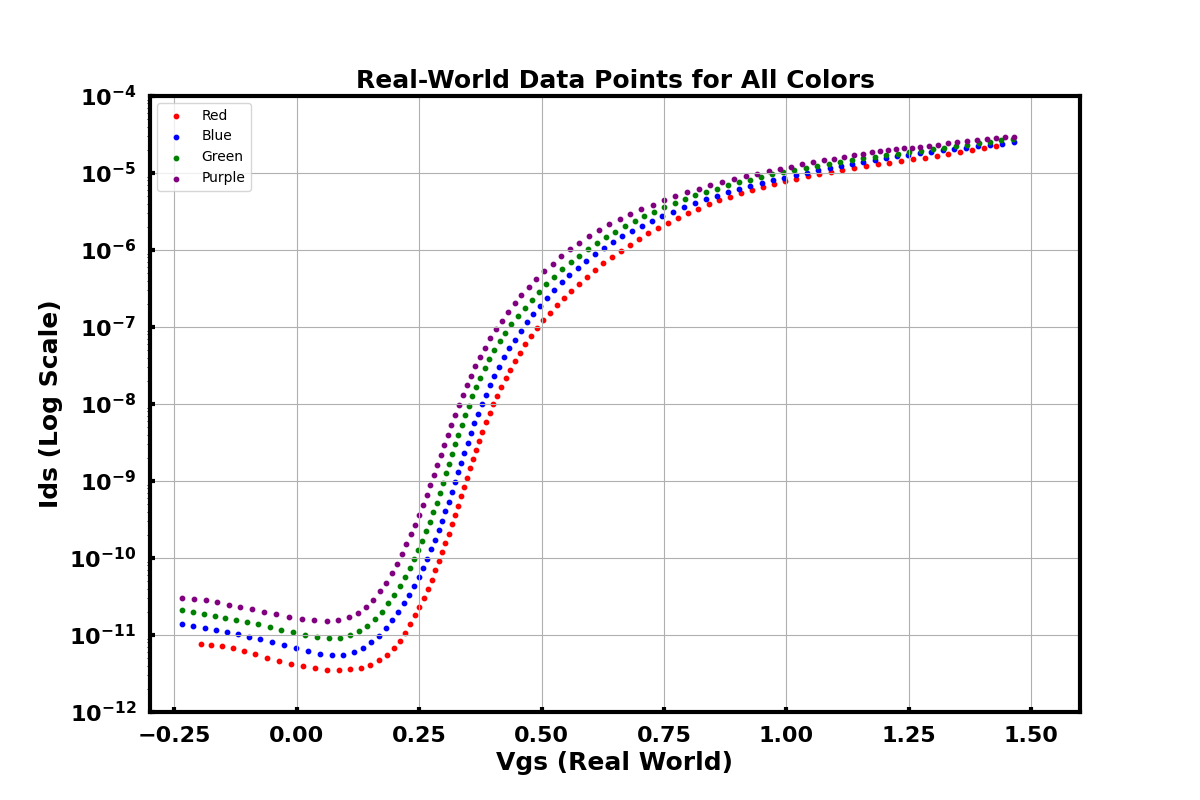 Real-World Data Points for All Colors
10⁻⁴
Red
Blue
Green
Purple
10⁻⁵
10⁻⁶
10⁻⁷
10⁻⁸
10⁻⁹
10⁻¹⁰
10⁻¹¹
10⁻¹²
Ids (Log Scale)
−0.25 0.00 0.25 0.50 0.75 1.00 1.25 1.50
Vgs (Real World)